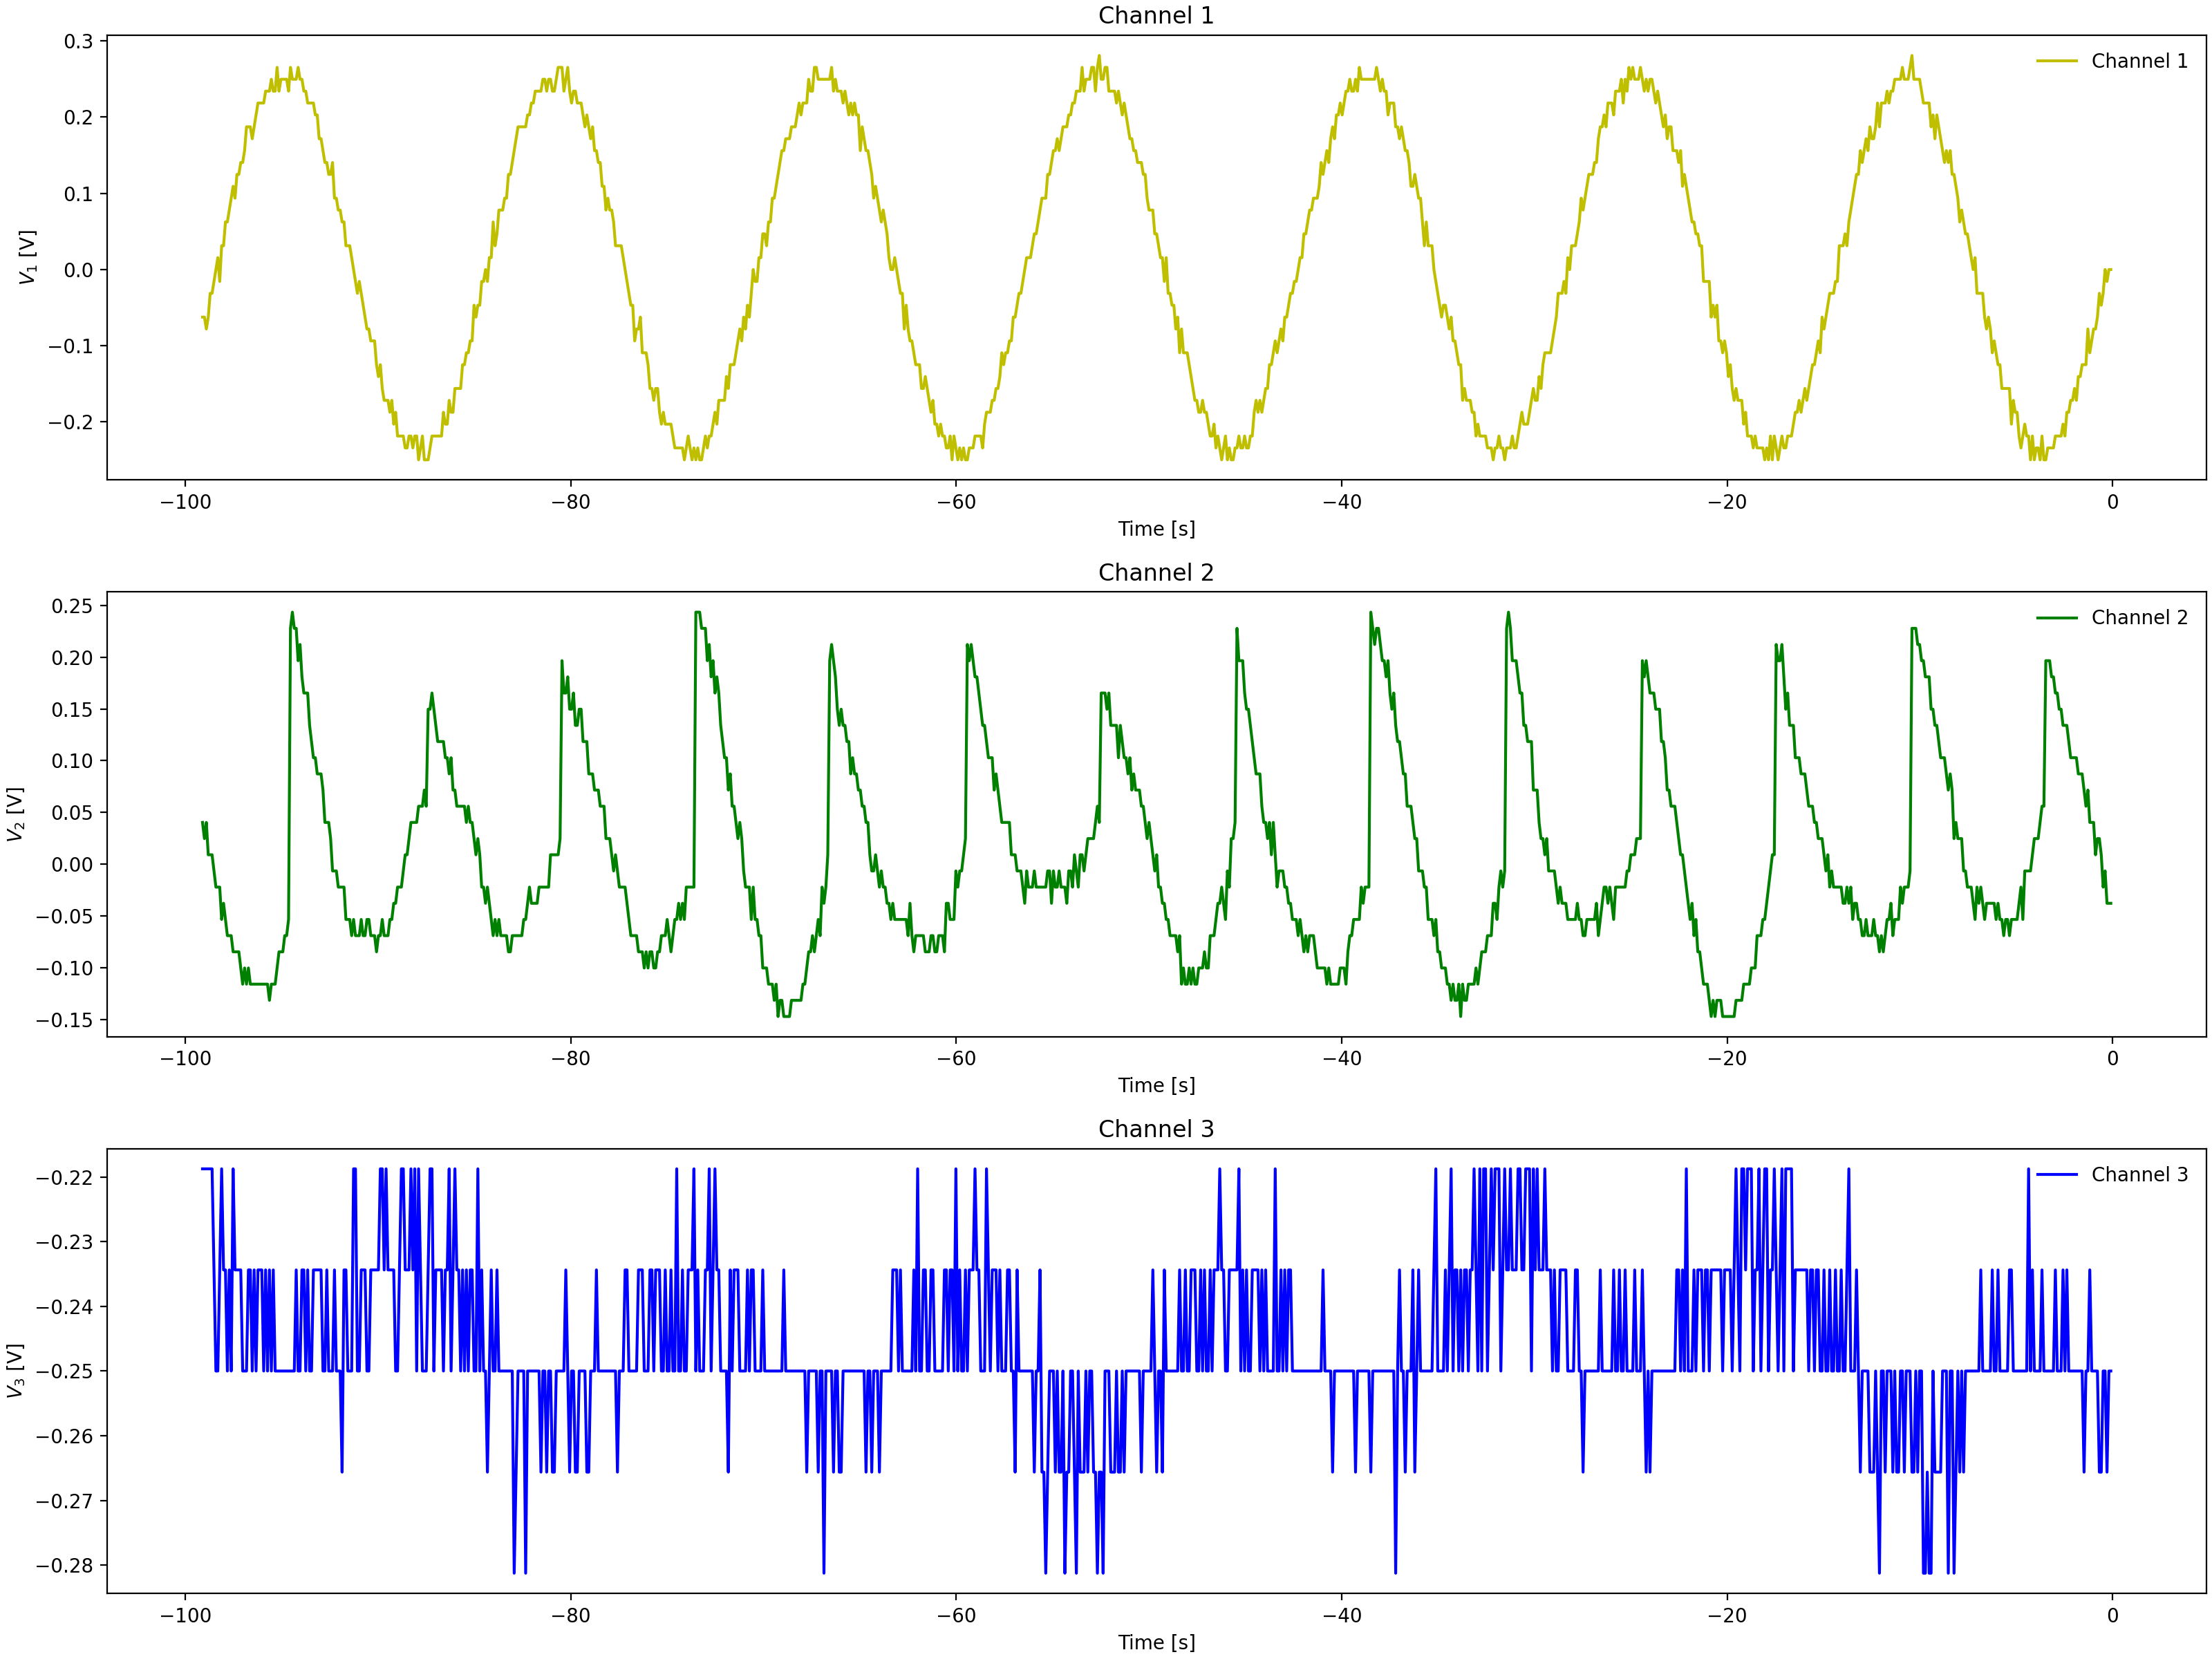 Channel 1
0.3
0.2
0.1
0.0
−0.1
−0.2
V1 [V]
Channel 1
−100 −80 −60 −40 −20 0
Time [s]
Channel 2
0.25
0.20
0.15
0.10
0.05
0.00
−0.05
−0.10
−0.15
V2 [V]
Channel 2
−100 −80 −60 −40 −20 0
Time [s]
Channel 3
−0.22
−0.23
−0.24
−0.25
−0.26
−0.27
−0.28
V3 [V]
Channel 3
−100 −80 −60 −40 −20 0
Time [s]